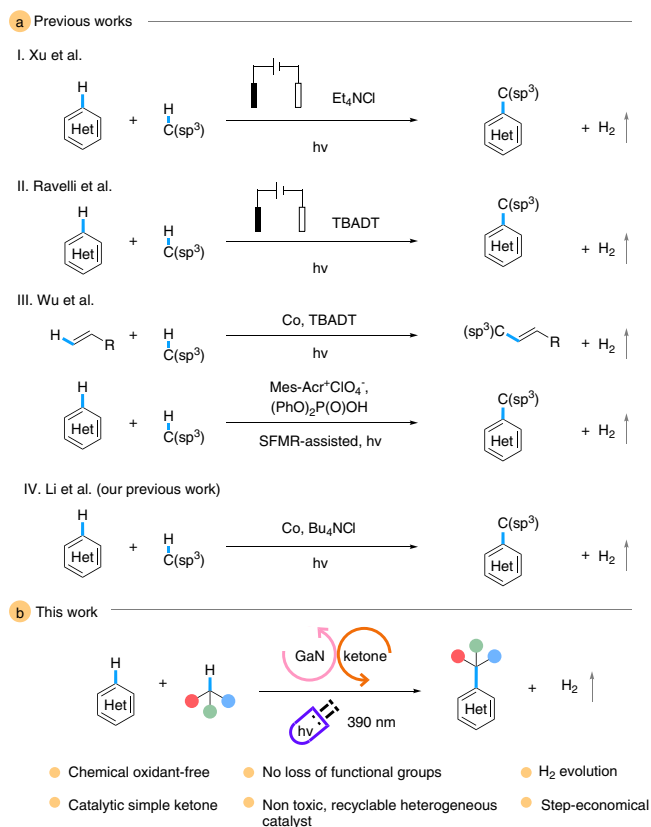 a Previous works
I. Xu et al.
H
Het
+
H
C(sp³)
Et₄NCl
hv
C(sp³)
Het
+ H₂
II. Ravelli et al.
H
Het
+
H
C(sp³)
TBADT
hv
C(sp³)
Het
+ H₂
III. Wu et al.
H
R
+
H
C(sp³)
Co, TBADT
hv
(sp³)C
R
+ H₂
H
Het
+
H
C(sp³)
Mes-Acr⁺ClO₄⁻,
(PhO)₂P(O)OH
SFMR-assisted, hv
C(sp³)
Het
+ H₂
IV. Li et al. (our previous work)
H
Het
+
H
C(sp³)
Co, Bu₄NCl
hv
C(sp³)
Het
+ H₂
b This work
H
Het
+
H
GaN ketone
hv
390 nm
Het
+ H₂
Chemical oxidant-free
No loss of functional groups
H₂ evolution
Catalytic simple ketone
Non toxic, recyclable heterogeneous
catalyst
Step-economical